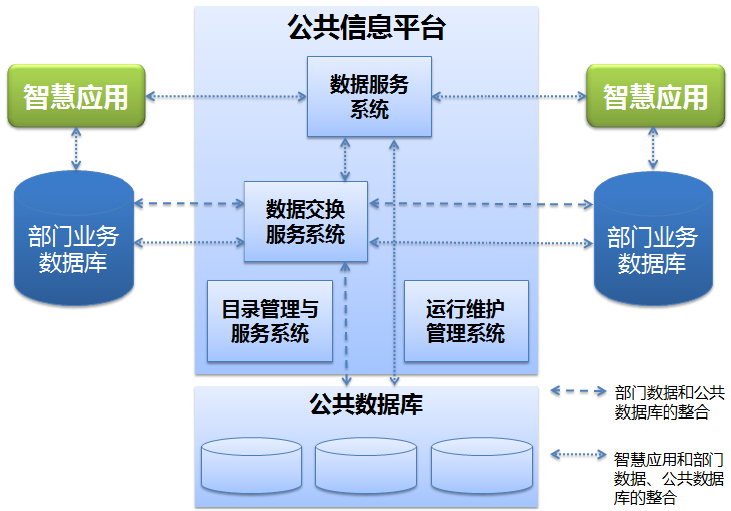 公共信息平台
数据服务
系统
智慧应用
智慧应用
数据交换
服务系统
部门业务
数据库
部门业务
数据库
目录管理与
服务系统
运行维护
管理系统
公共数据库
部门数据和公共
数据库的整合
智慧应用和部门
数据、公共数据
库的整合